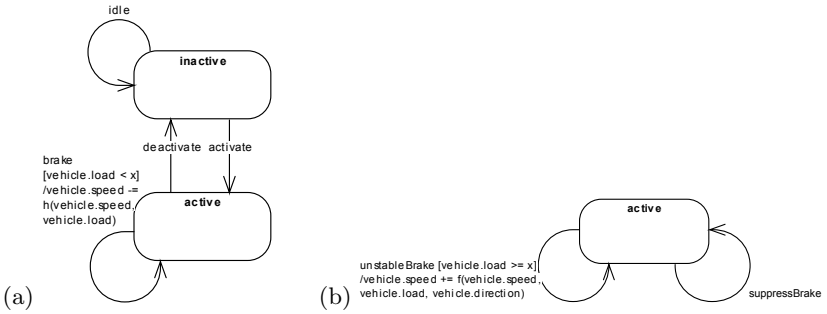 idle
inactive
deactivate activate
brake
[vehicle.load < x]
/vehicle.speed -=
h(vehicle.speed,
vehicle.load)
active
(a)
active
unstableBrake [vehicle.load >= x]
/vehicle.speed += f(vehicle.speed,
vehicle.load, vehicle.direction)
suppressBrake
(b)